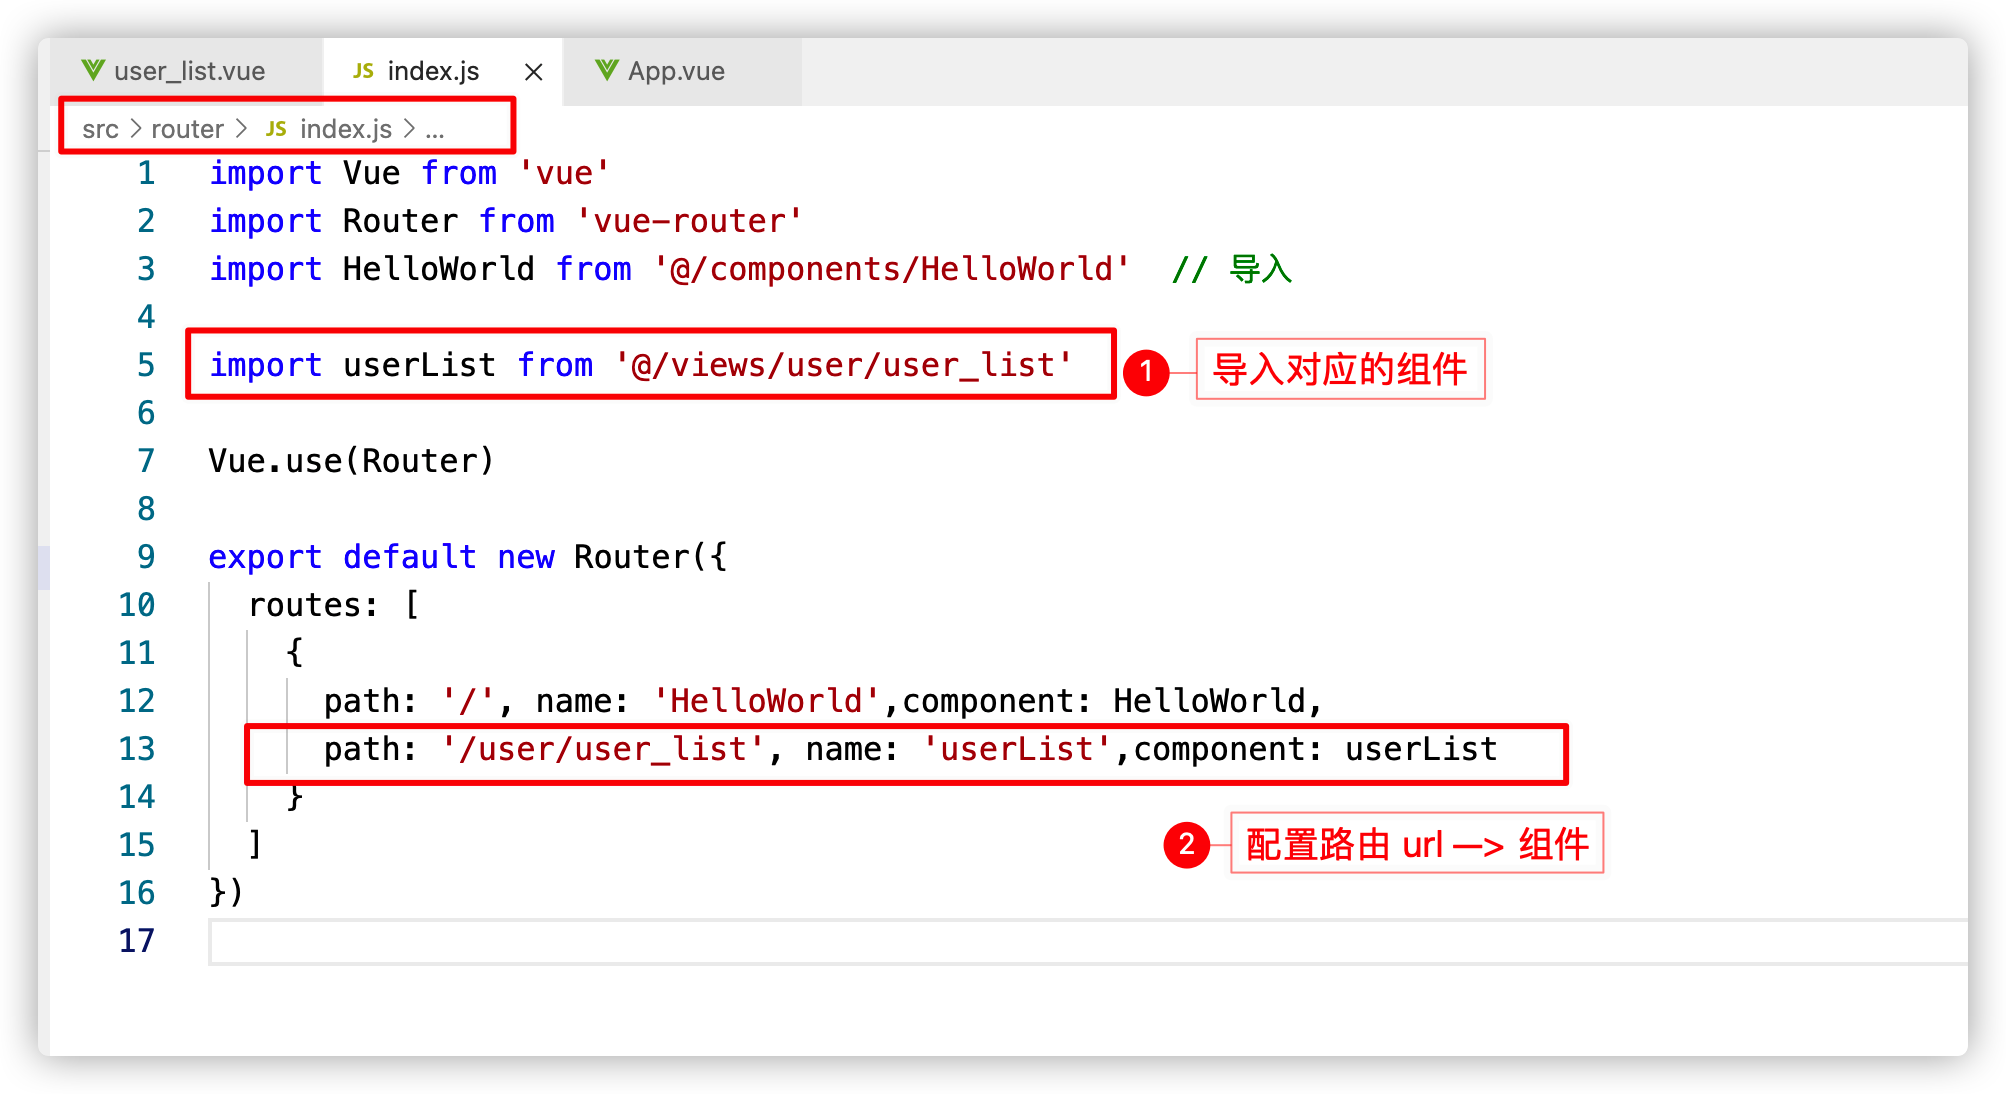 user_list.vue JS index.js App.vue
src > router > JS index.js > ...
1 import Vue from 'vue'
2 import Router from 'vue-router'
3 import HelloWorld from '@/components/HelloWorld'  // 导入
4
5 import userList from '@/views/user/user_list' 1 导入对应的组件
6
7 Vue.use(Router)
8
9 export default new Router({
10   routes: [
11     {
12       path: '/', name: 'HelloWorld',component: HelloWorld,
13       path: '/user/user_list', name: 'userList',component: userList
14     }
15   ] 2 配置路由 url —> 组件
16 })
17